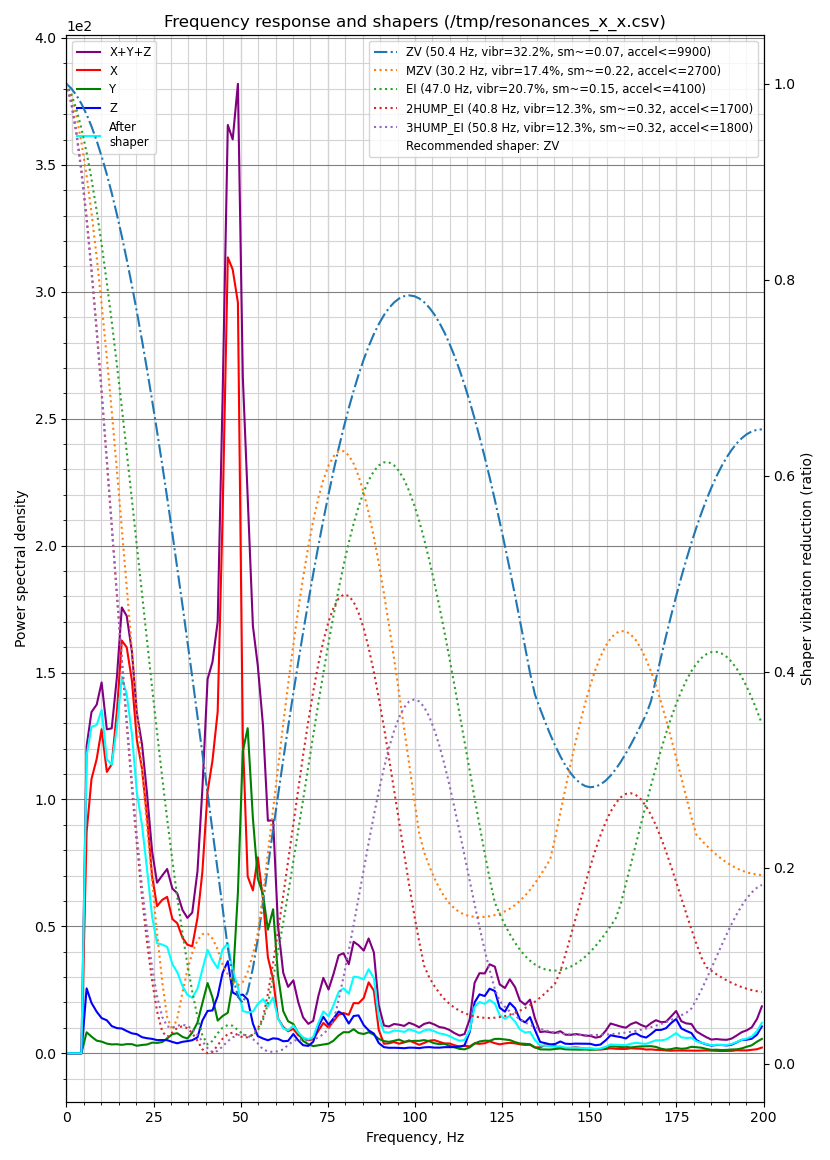 Frequency response and shapers (/tmp/resonances_x_x.csv)
1e2
X+Y+Z
X
Y
Z
After
shaper
ZV (50.4 Hz, vibr=32.2%, sm~=0.07, accel<=9900)
MZV (30.2 Hz, vibr=17.4%, sm~=0.22, accel<=2700)
EI (47.0 Hz, vibr=20.7%, sm~=0.15, accel<=4100)
2HUMP_EI (40.8 Hz, vibr=12.3%, sm~=0.32, accel<=1700)
3HUMP_EI (50.8 Hz, vibr=12.3%, sm~=0.32, accel<=1800)
Recommended shaper: ZV
4.0
3.5
3.0
2.5
2.0
1.5
1.0
0.5
0.0
Power spectral density
1.0
0.8
0.6
0.4
0.2
0.0
Shaper vibration reduction (ratio)
0 25 50 75 100 125 150 175 200
Frequency, Hz